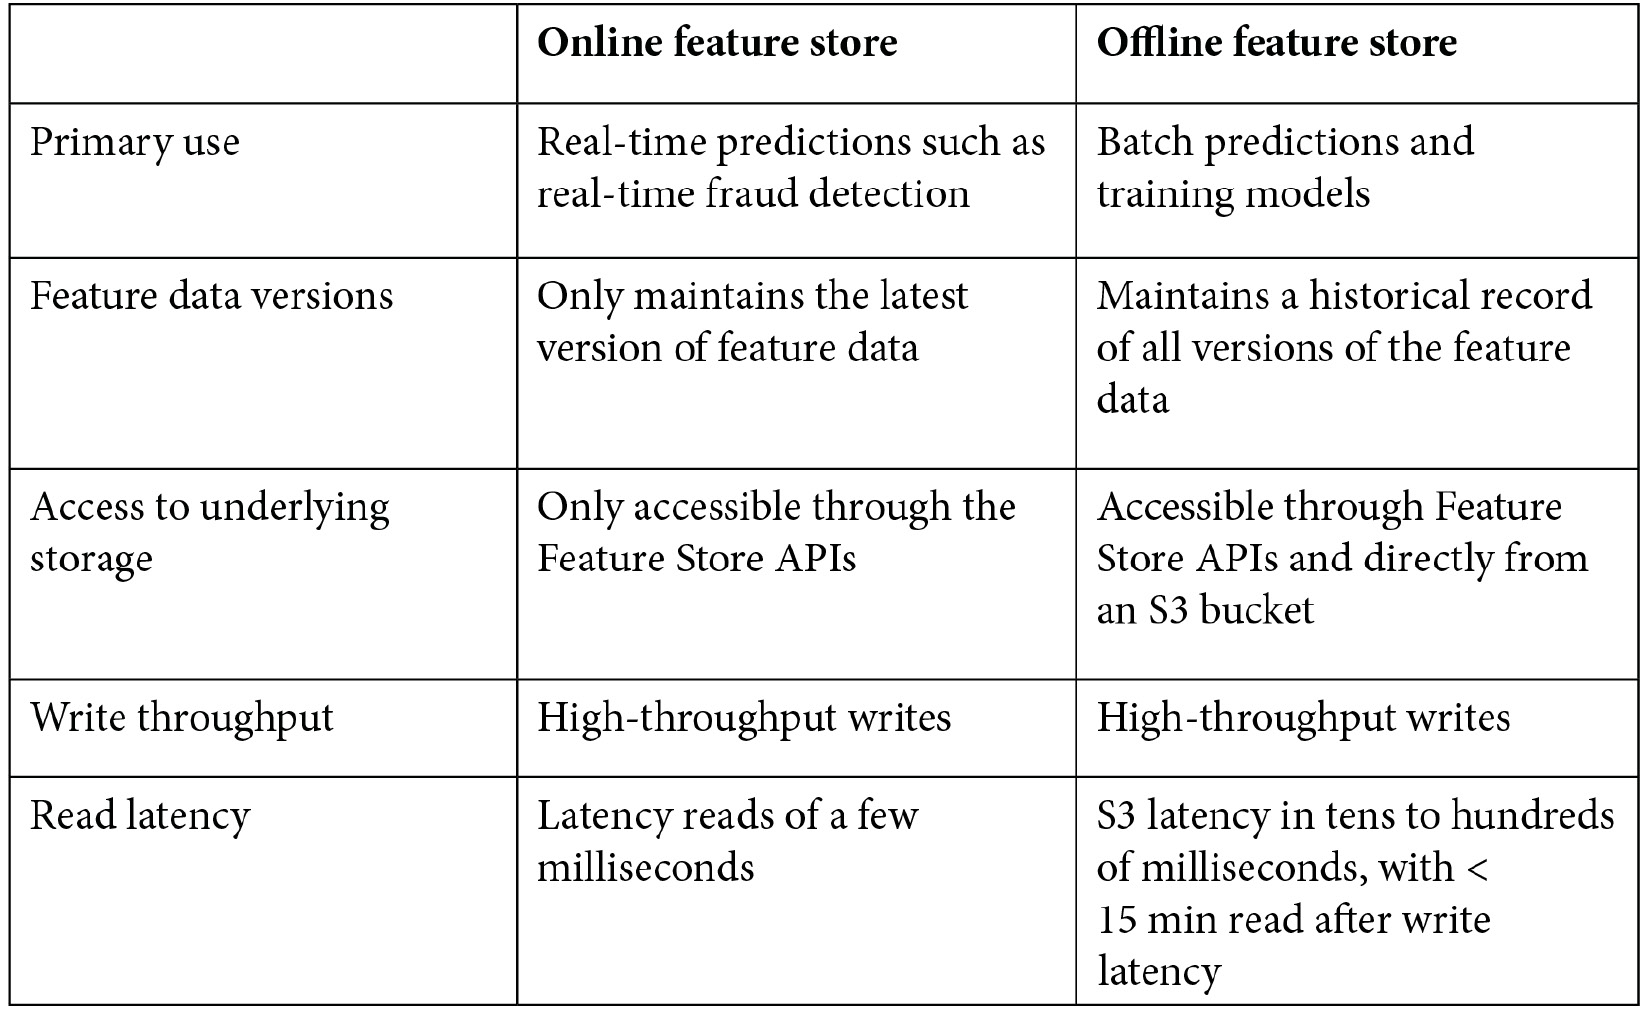 Online feature store
Offline feature store
Primary use
Real-time predictions such as
real-time fraud detection
Batch predictions and
training models
Feature data versions
Only maintains the latest
version of feature data
Maintains a historical record
of all versions of the feature
data
Access to underlying
storage
Only accessible through the
Feature Store APIs
Accessible through Feature
Store APIs and directly from
an S3 bucket
Write throughput
High-throughput writes
High-throughput writes
Read latency
Latency reads of a few
milliseconds
S3 latency in tens to hundreds
of milliseconds, with <
15 min read after write
latency